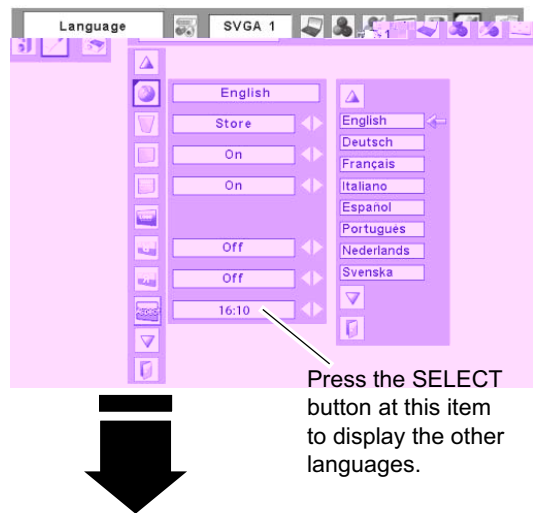 Language
SVGA 1
English
Store
On
On
Off
Off
16:10
English
Deutsch
Français
Italiano
Español
Portugues
Nederlands
Svenska
Press the SELECT
button at this item
to display the other
languages.